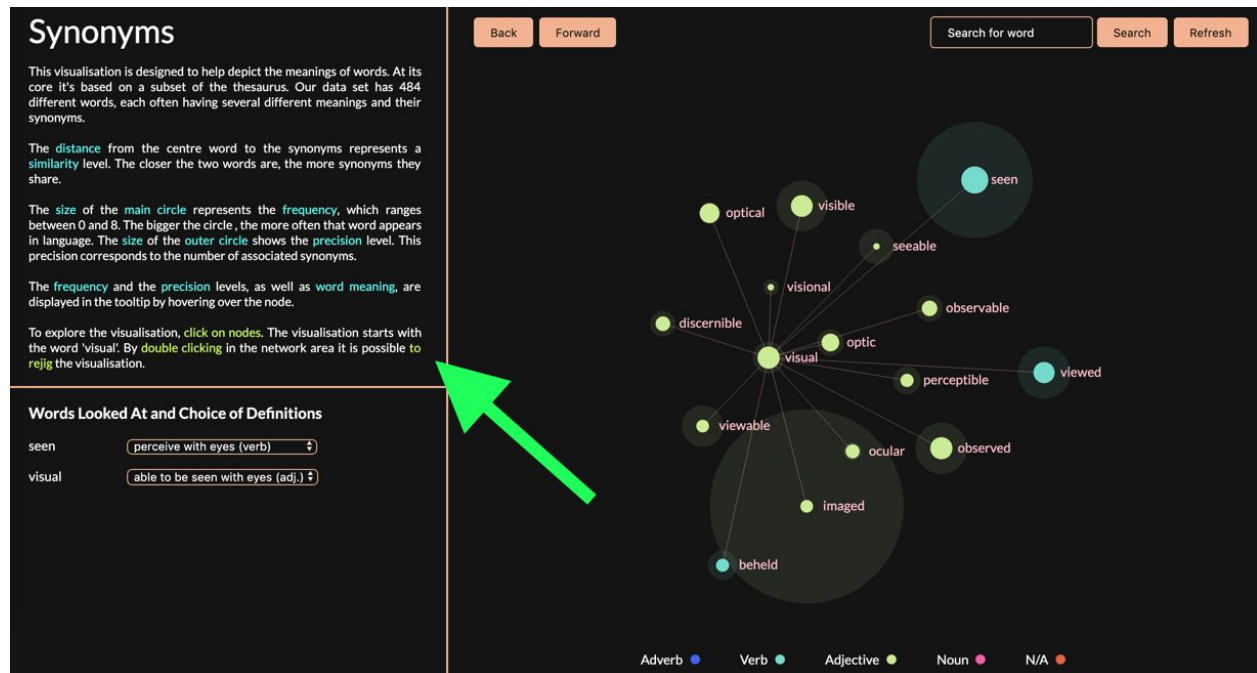 Synonyms
This visualisation is designed to help depict the meanings of words. At its
core it's based on a subset of the thesaurus. Our data set has 484
different words, each often having several different meanings and their
synonyms.
The distance from the centre word to the synonyms represents a
similarity level. The closer the two words are, the more synonyms they
share.
The size of the main circle represents the frequency, which ranges
between 0 and 8. The bigger the circle , the more often that word appears
in language. The size of the outer circle shows the precision level. This
precision corresponds to the number of associated synonyms.
The frequency and the precision levels, as well as word meaning, are
displayed in the tooltip by hovering over the node.
To explore the visualisation, click on nodes. The visualisation starts with
the word 'visual'. By double clicking in the network area it is possible to
rejig the visualisation.
Words Looked At and Choice of Definitions
seen perceive with eyes (verb)
visual able to be seen with eyes (adj.)
Back Forward Search for word Search Refresh
seen
visible
optical
seeable
visional
observable
discernible
optic
visual
viewed
perceptible
viewable
observed
ocular
imaged
beheld
Adverb Verb Adjective Noun N/A